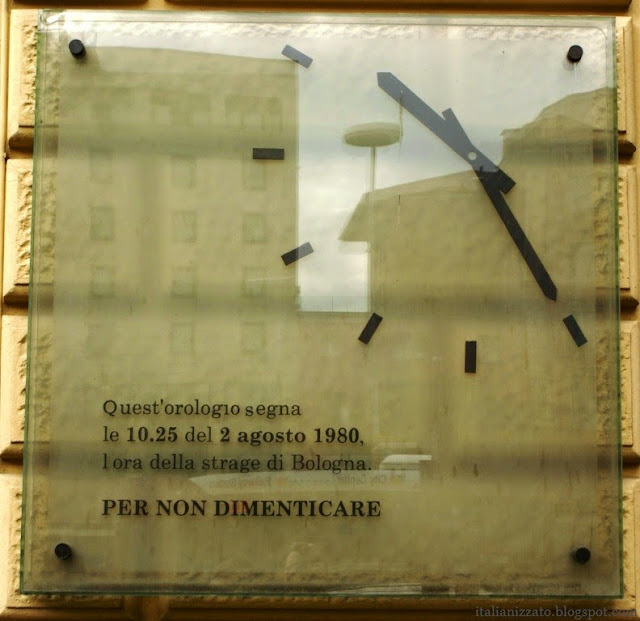 Quest'orologio segna
le 10.25 del 2 agosto 1980,
l'ora della strage di Bologna.
PER NON DIMENTICARE
italianizzato.blogspot.com